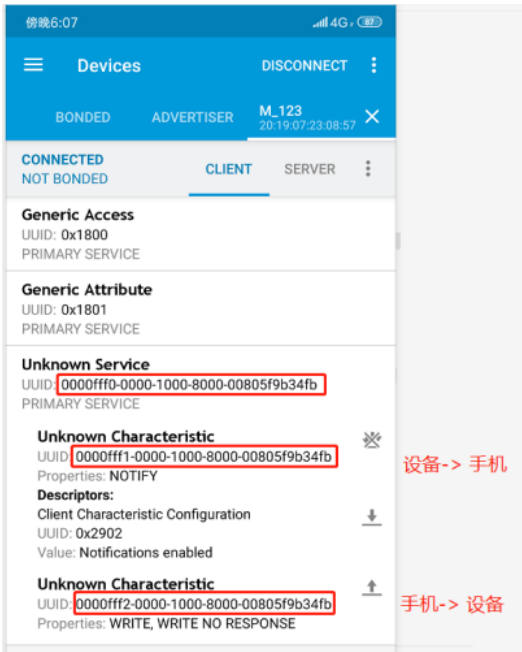 傍晚6:07
4G
87
Devices
DISCONNECT
BONDED
ADVERTISER
M_123
20:19:07:23:08:57
CONNECTED
NOT BONDED
CLIENT
SERVER
Generic Access
UUID: 0x1800
PRIMARY SERVICE
Generic Attribute
UUID: 0x1801
PRIMARY SERVICE
Unknown Service
UUID: 0000fff0-0000-1000-8000-00805f9b34fb
PRIMARY SERVICE
Unknown Characteristic
UUID: 0000fff1-0000-1000-8000-00805f9b34fb
设备-> 手机
Properties: NOTIFY
Descriptors:
Client Characteristic Configuration
UUID: 0x2902
Value: Notifications enabled
Unknown Characteristic
UUID: 0000fff2-0000-1000-8000-00805f9b34fb
手机-> 设备
Properties: WRITE, WRITE NO RESPONSE